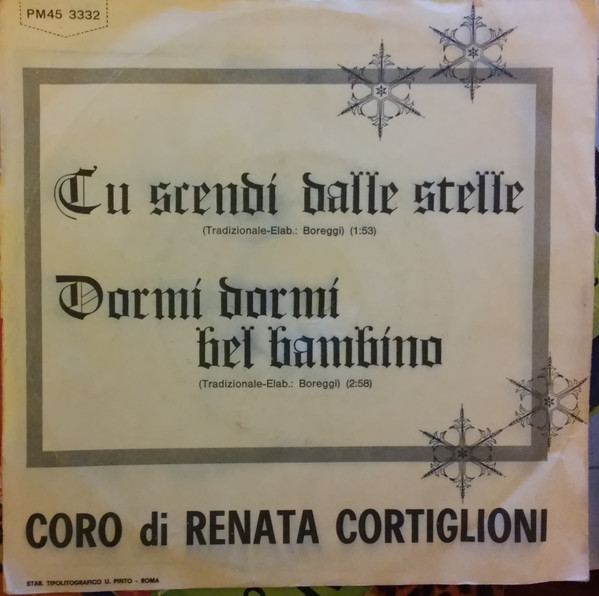 PM45 3332
Tu scendi dalle stelle
(Tradizionale-Elab.: Boreggi) (1:53)
Dormi dormi
bel bambino
(Tradizionale-Elab.: Boreggi) (2:58)
CORO di RENATA CORTIGLIONI
STAB. TIPOLITOGRAFICO U. PINTO - ROMA